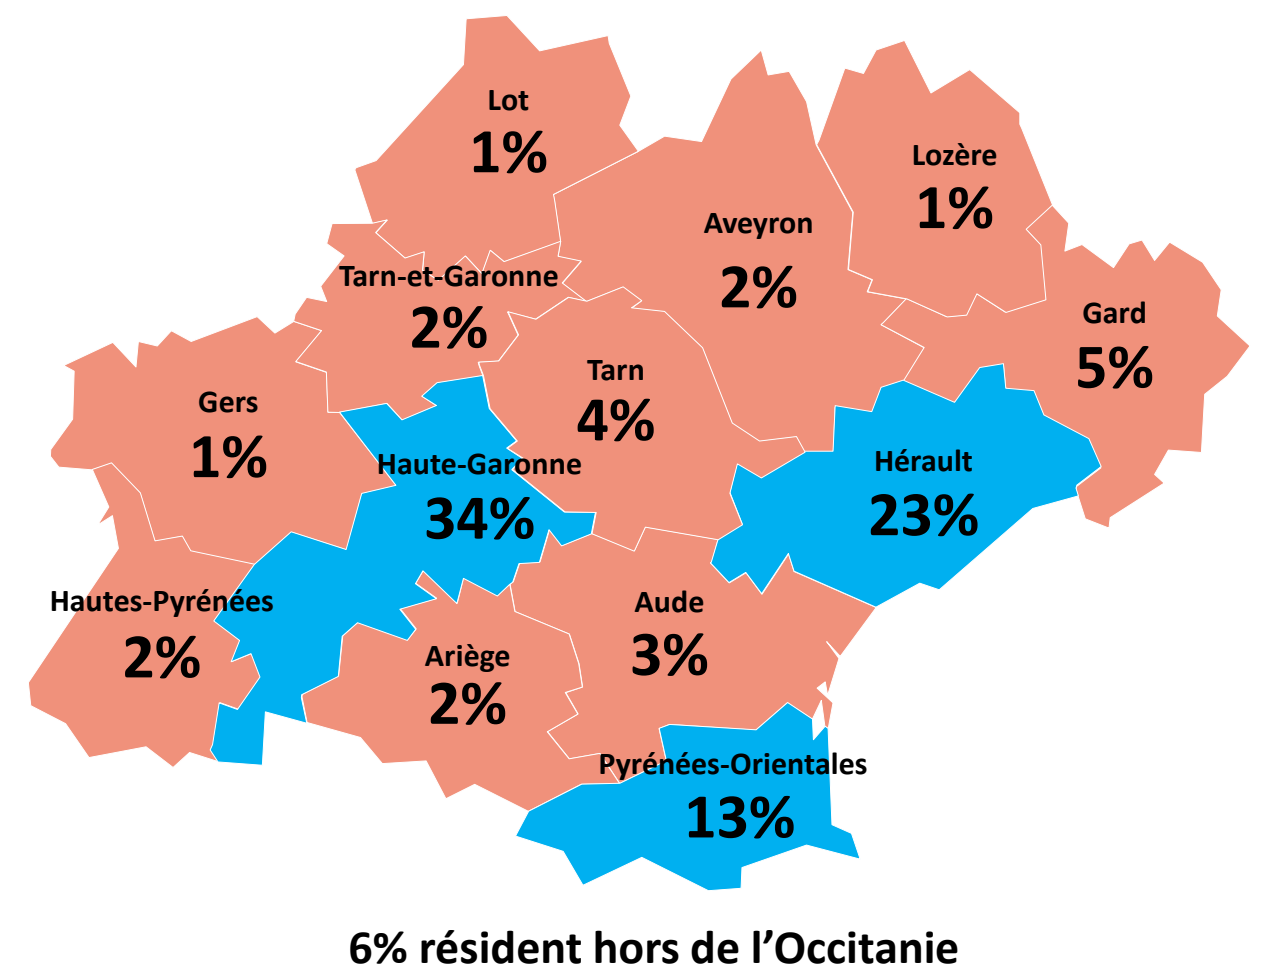 Lot
1%
Lozère
1%
Aveyron
2%
Tarn-et-Garonne
2%
Gard
5%
Tarn
4%
Gers
1%
Haute-Garonne
34%
Hérault
23%
Hautes-Pyrénées
2%
Aude
3%
Ariège
2%
Pyrénées-Orientales
13%
6% résident hors de l’Occitanie